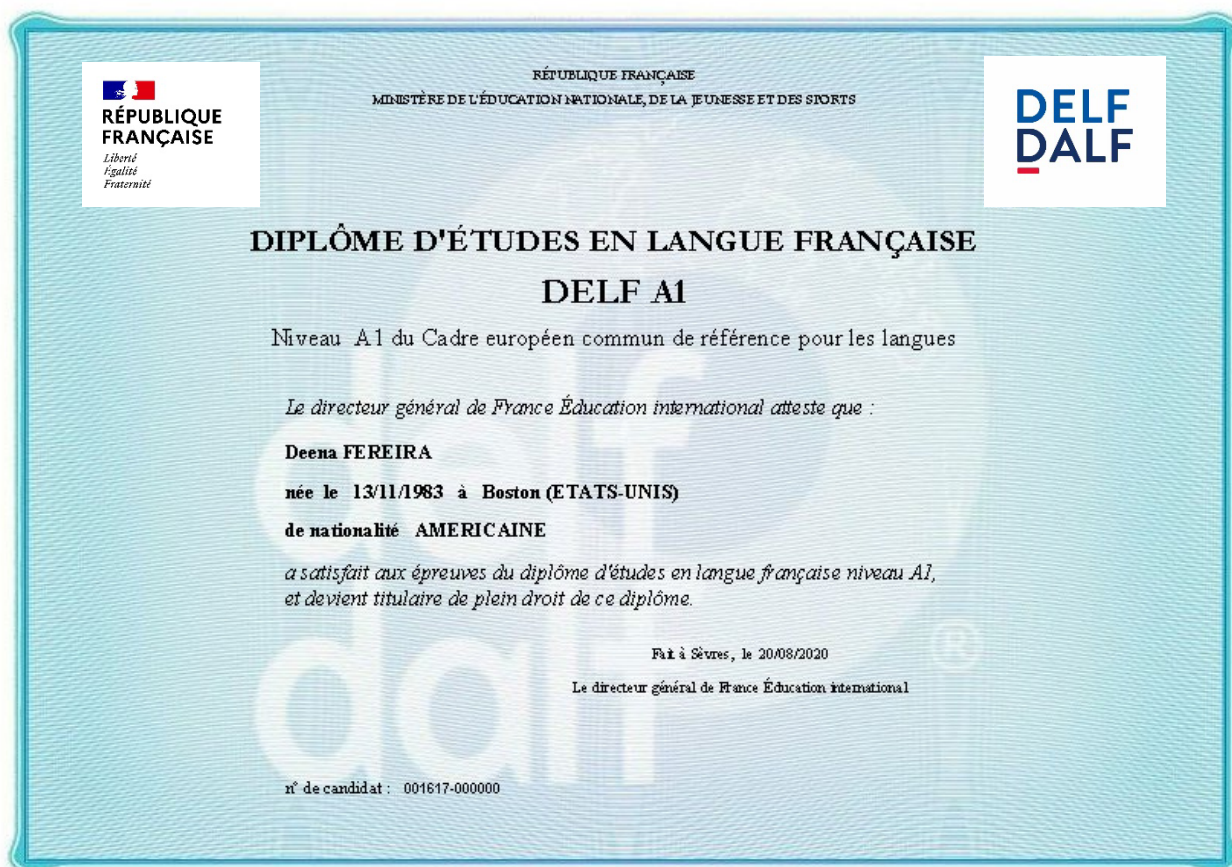 RÉPUBLIQUE FRANÇAISE
MINISTÈRE DE L'ÉDUCATION NATIONALE, DE LA JEUNESSE ET DES SPORTS
RÉPUBLIQUE
FRANÇAISE
Liberté
Égalité
Fraternité
DELF
DALF
DIPLÔME D'ÉTUDES EN LANGUE FRANÇAISE
DELF A1
Niveau A1 du Cadre européen commun de référence pour les langues
Le directeur général de France Éducation international atteste que :
Deena FEREIRA
née le 13/11/1983 à Boston (ETATS-UNIS)
de nationalité AMERICAINE
a satisfait aux épreuves du diplôme d'études en langue française niveau A1,
et devient titulaire de plein droit de ce diplôme.
Fait à Sèvres, le 20/08/2020
Le directeur général de France Éducation international
n° de candidat : 001617-000000
delf
dalf
®